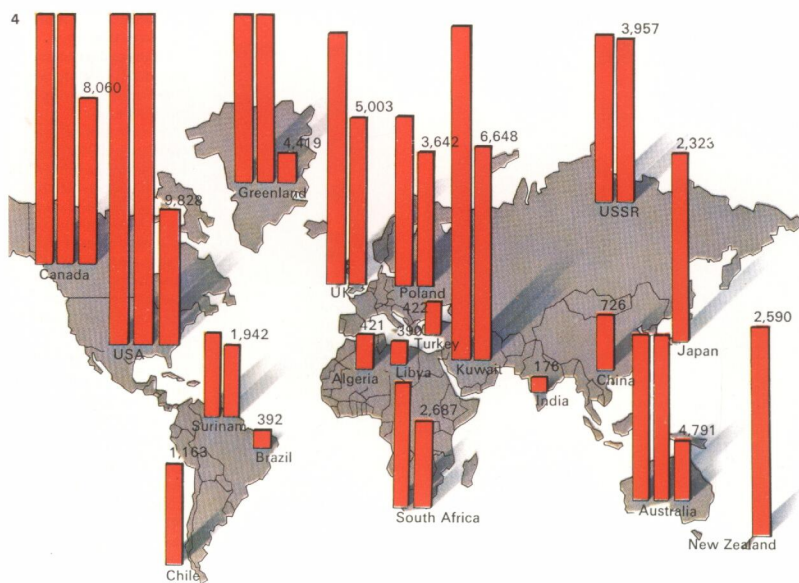 4
8,060
Canada
9,828
USA
4,419
Greenland
5,003
UK
3,642
Poland
6,648
Kuwait
3,957
USSR
2,323
Japan
422
Turkey
421
Algeria
390
Libya
726
China
176
India
1,942
Surinam
392
Brazil
1,163
Chile
2,687
South Africa
4,791
Australia
2,590
New Zealand